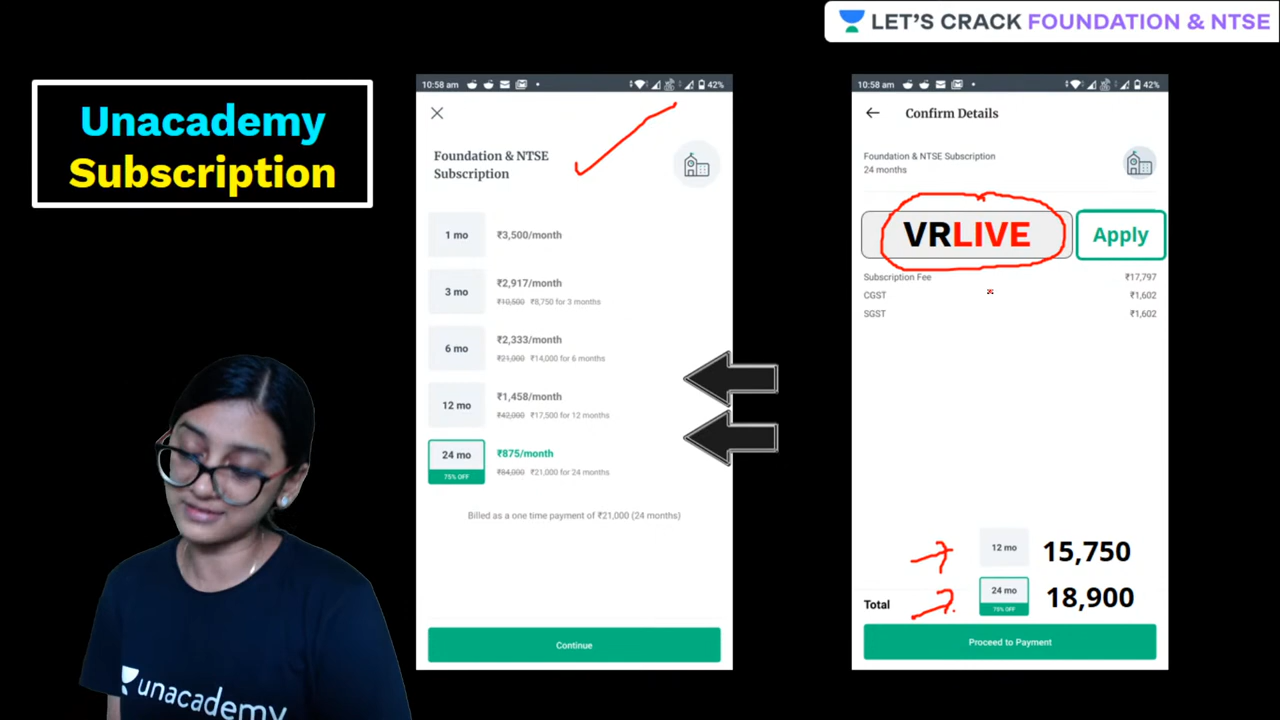 LET'S CRACK FOUNDATION & NTSE
Unacademy
Subscription
10:58 am
42%
Foundation & NTSE
Subscription
1 mo ₹3,500/month
3 mo ₹2,917/month
₹10,500 ₹8,750 for 3 months
6 mo ₹2,333/month
₹21,000 ₹14,000 for 6 months
12 mo ₹1,458/month
₹42,000 ₹17,500 for 12 months
24 mo ₹875/month
75% OFF ₹84,000 ₹21,000 for 24 months
Billed as a one time payment of ₹21,000 (24 months)
Continue
10:58 am
42%
Confirm Details
Foundation & NTSE Subscription
24 months
VRLIVE Apply
Subscription Fee ₹17,797
CGST ₹1,602
SGST ₹1,602
12 mo 15,750
Total 24 mo 18,900
75% OFF
Proceed to Payment
unacademy